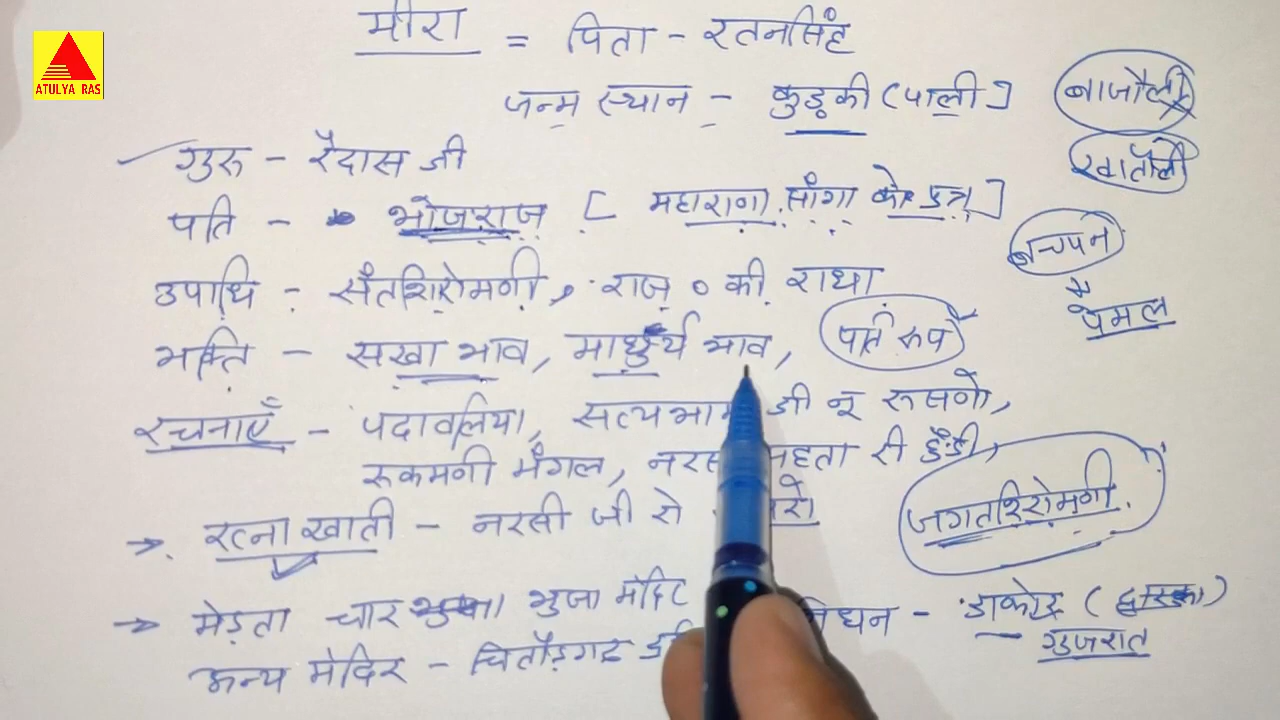 ATULYA RAS
मीरा = पिता - रतनसिंह
जन्म स्थान - कुड़की (पाली]
बाजौली
खातौली
गुरु - रैदास जी
पति - भोजराज [ महाराणा सांगा के पुत्र ]
बचपन
पेमल
उपाधि - संतशिरोमणी, राज० की राधा
भक्ति - सखा भाव, माधुर्य भाव,
पति रूप
रचनाएँ - पदावलिया, सत्यभामा जी नू रूसणो,
रूकमणी मंगल, नरसी मेहता री हुंडी,
जगतशिरोमणी
→ रत्ना खाती - नरसी जी रो
→ मेड़ता चार भुजा मंदिर
निधन - डाकोर (द्वारका)
- गुजरात
अन्य मंदिर - चितौड़गढ दुर्ग